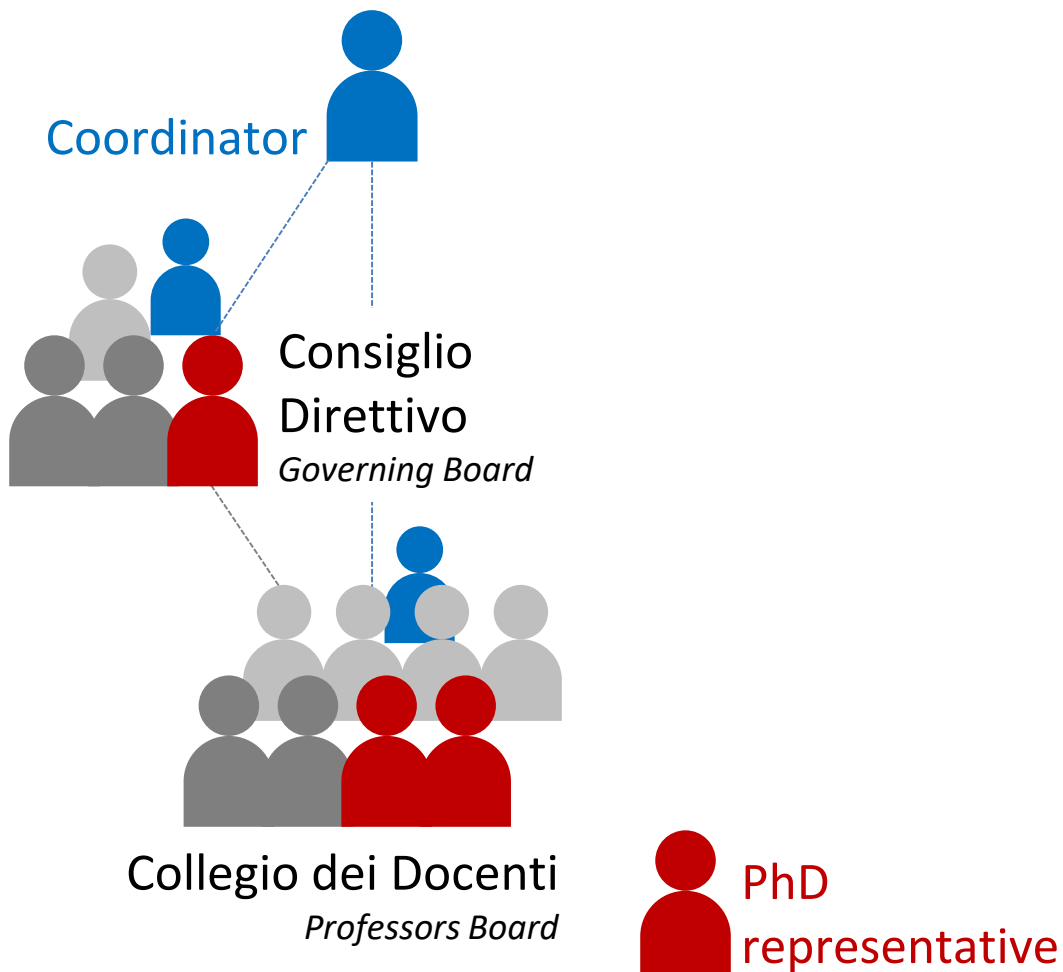 Coordinator
Consiglio
Direttivo
Governing Board
Collegio dei Docenti
Professors Board
PhD
representative